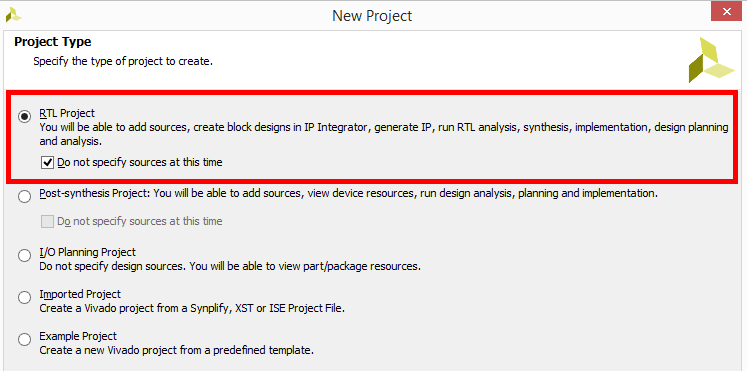 New Project
Project Type
Specify the type of project to create.
RTL Project
You will be able to add sources, create block designs in IP Integrator, generate IP, run RTL analysis, synthesis, implementation, design planning
and analysis.
Do not specify sources at this time
Post-synthesis Project: You will be able to add sources, view device resources, run design analysis, planning and implementation.
Do not specify sources at this time
I/O Planning Project
Do not specify design sources. You will be able to view part/package resources.
Imported Project
Create a Vivado project from a Synplify, XST or ISE Project File.
Example Project
Create a new Vivado project from a predefined template.